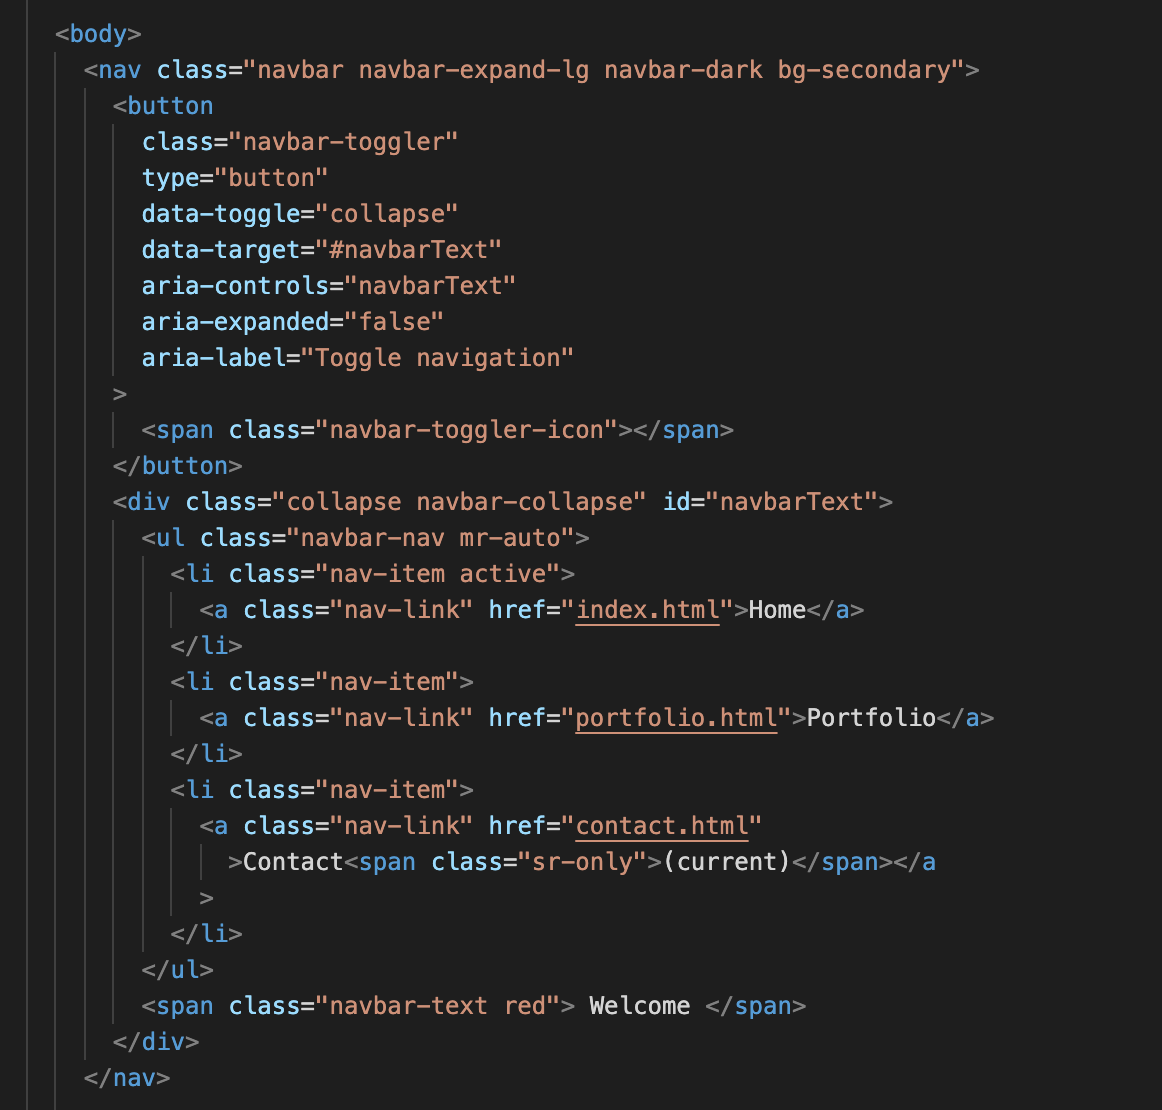 <body>
<nav class="navbar navbar-expand-lg navbar-dark bg-secondary">
<button
class="navbar-toggler"
type="button"
data-toggle="collapse"
data-target="#navbarText"
aria-controls="navbarText"
aria-expanded="false"
aria-label="Toggle navigation"
>
<span class="navbar-toggler-icon"></span>
</button>
<div class="collapse navbar-collapse" id="navbarText">
<ul class="navbar-nav mr-auto">
<li class="nav-item active">
<a class="nav-link" href="index.html">Home</a>
</li>
<li class="nav-item">
<a class="nav-link" href="portfolio.html">Portfolio</a>
</li>
<li class="nav-item">
<a class="nav-link" href="contact.html"
>Contact<span class="sr-only">(current)</span></a
>
</li>
</ul>
<span class="navbar-text red"> Welcome </span>
</div>
</nav>